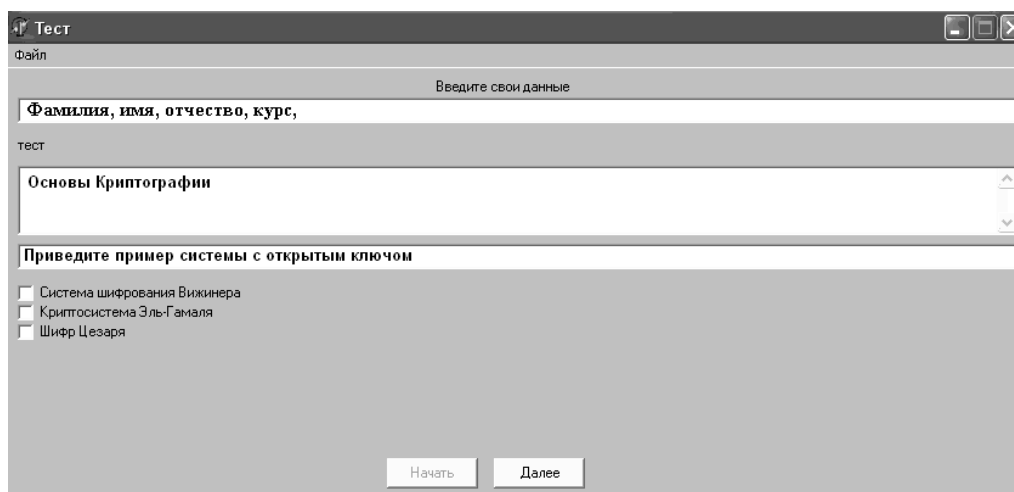 Тест
Файл
Введите свои данные
Фамилия, имя, отчество, курс,
тест
Основы Криптографии
Приведите пример системы с открытым ключом
Система шифрования Вижинера
Криптосистема Эль-Гамаля
Шифр Цезаря
Начать Далее